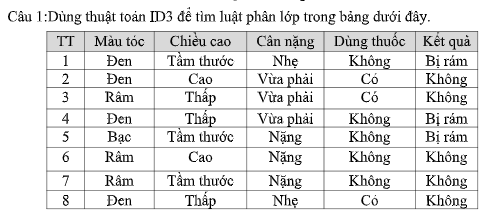 Câu 1:Dùng thuật toán ID3 để tìm luật phân lớp trong bảng dưới đây.
TT Màu tóc Chiều cao Cân nặng Dùng thuốc Kết quả
1 Đen Tầm thước Nhẹ Không Bị rám
2 Đen Cao Vừa phải Có Không
3 Râm Thấp Vừa phải Có Không
4 Đen Thấp Vừa phải Không Bị rám
5 Bạc Tầm thước Nặng Không Bị rám
6 Râm Cao Nặng Không Không
7 Râm Tầm thước Nặng Không Không
8 Đen Thấp Nhẹ Có Không